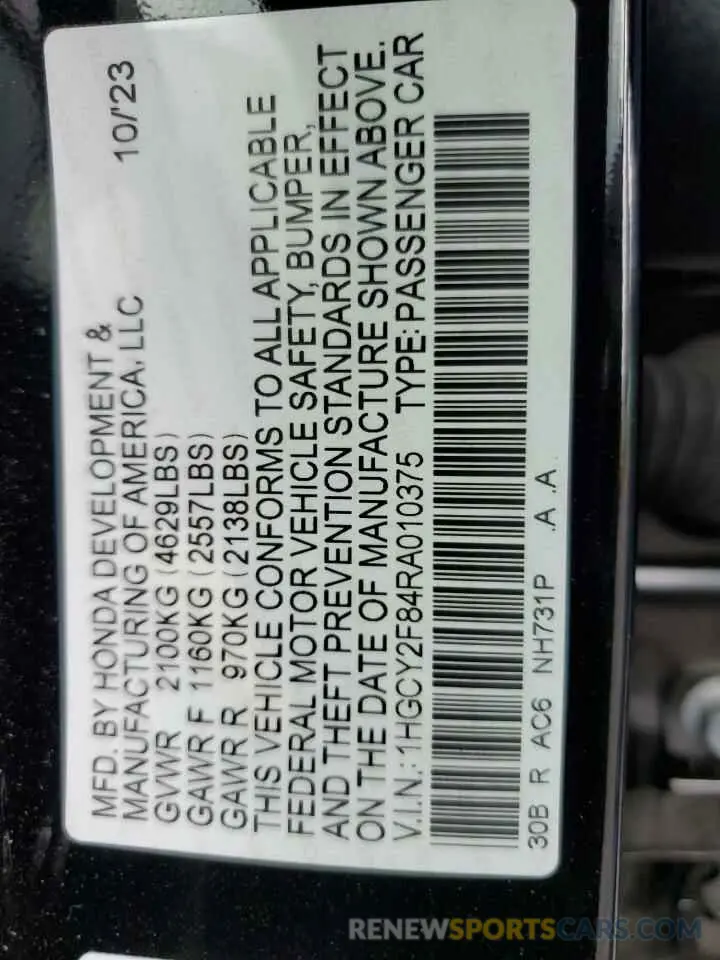 MFD. BY HONDA DEVELOPMENT &
MANUFACTURING OF AMERICA, LLC 10/'23
GVWR 2100KG (4629LBS)
GAWR F 1160KG (2557LBS)
GAWR R 970KG (2138LBS)
THIS VEHICLE CONFORMS TO ALL APPLICABLE
FEDERAL MOTOR VEHICLE SAFETY, BUMPER,
AND THEFT PREVENTION STANDARDS IN EFFECT
ON THE DATE OF MANUFACTURE SHOWN ABOVE.
V.I.N.: 1HGCY2F84RA010375 TYPE: PASSENGER CAR
30B R AC6 NH731P .A .A
RENEWSPORTSCARS.COM